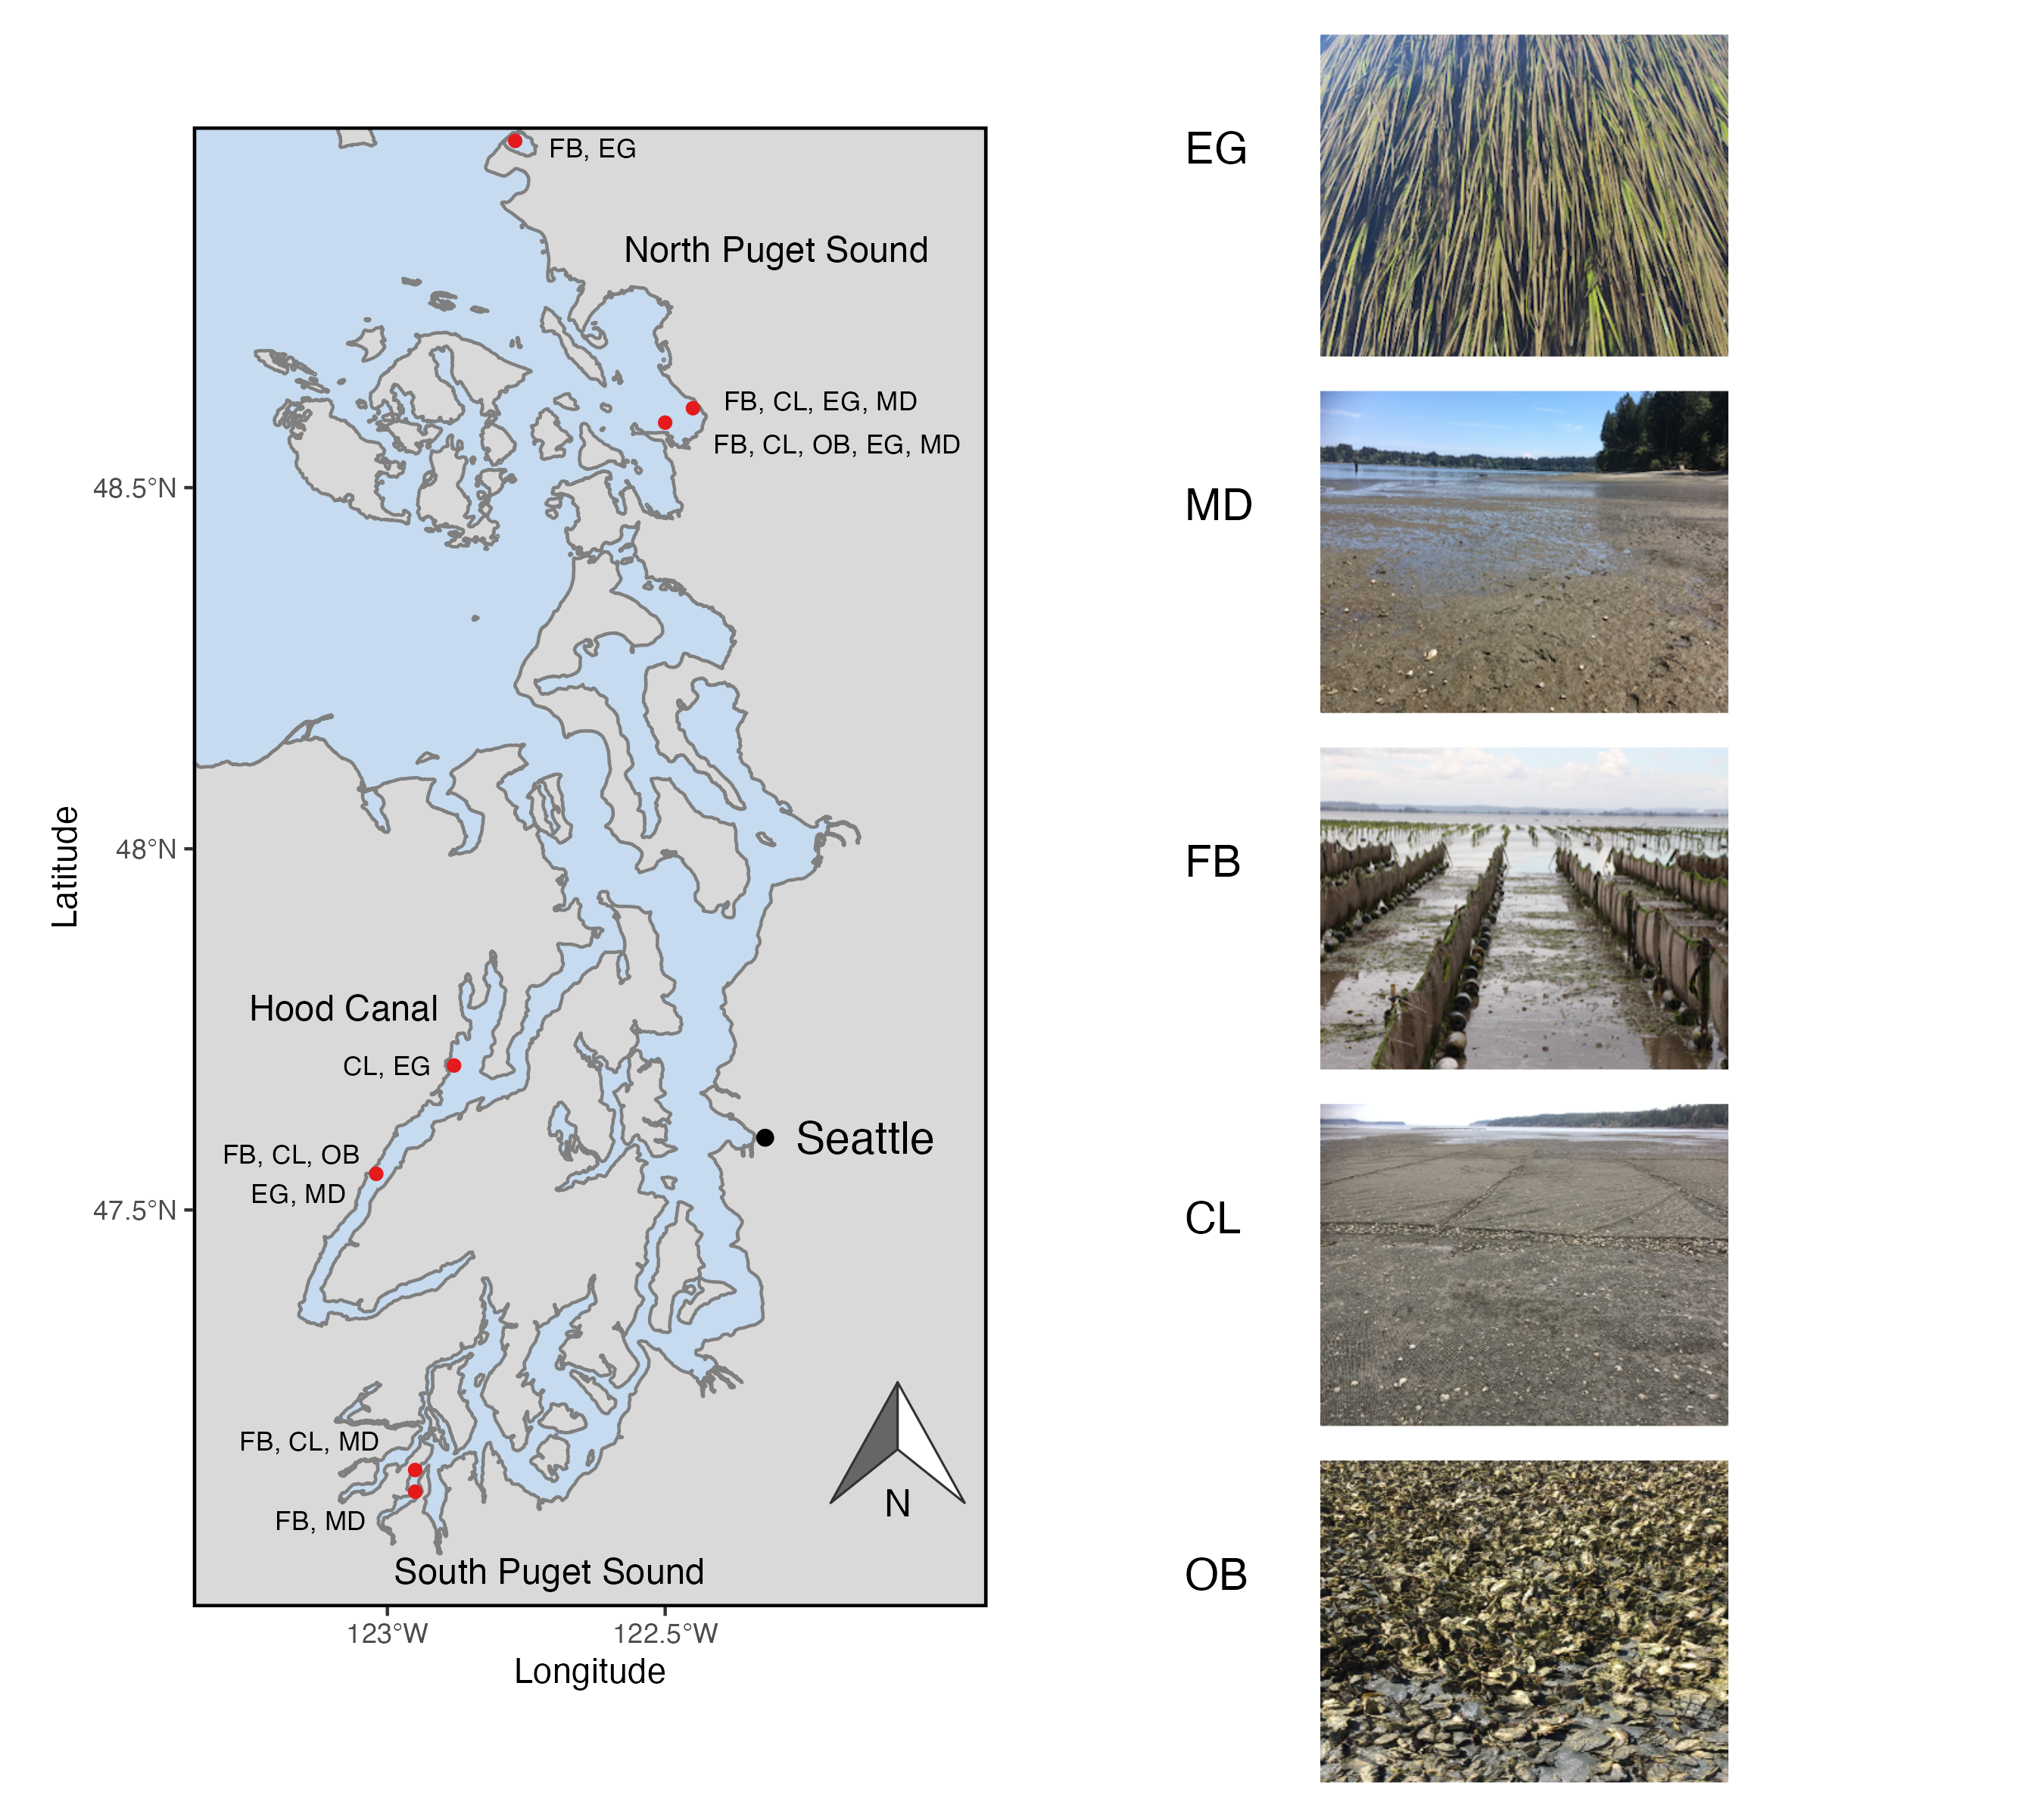 FB, EG
North Puget Sound
FB, CL, EG, MD
FB, CL, OB, EG, MD
48.5°N
48°N
Latitude
Hood Canal
CL, EG
Seattle
FB, CL, OB
EG, MD
47.5°N
FB, CL, MD
FB, MD
N
South Puget Sound
123°W
122.5°W
Longitude
EG
MD
FB
CL
OB